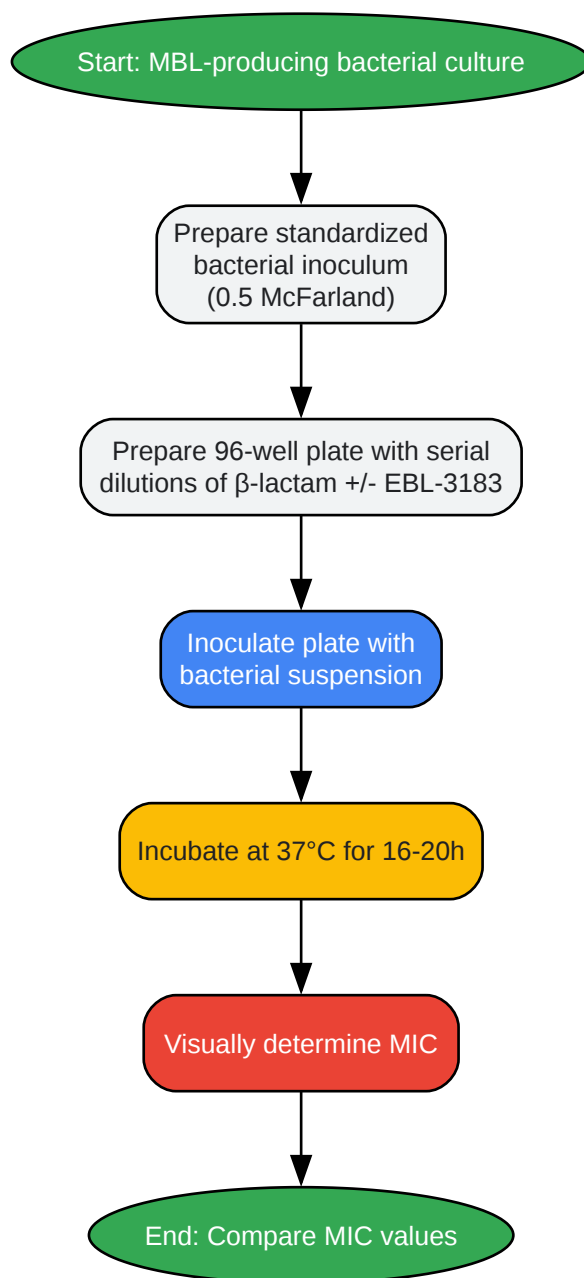 Start: MBL-producing bacterial culture
Prepare standardized
bacterial inoculum
(0.5 McFarland)
Prepare 96-well plate with serial
dilutions of β-lactam +/- EBL-3183
Inoculate plate with
bacterial suspension
Incubate at 37°C for 16-20h
Visually determine MIC
End: Compare MIC values